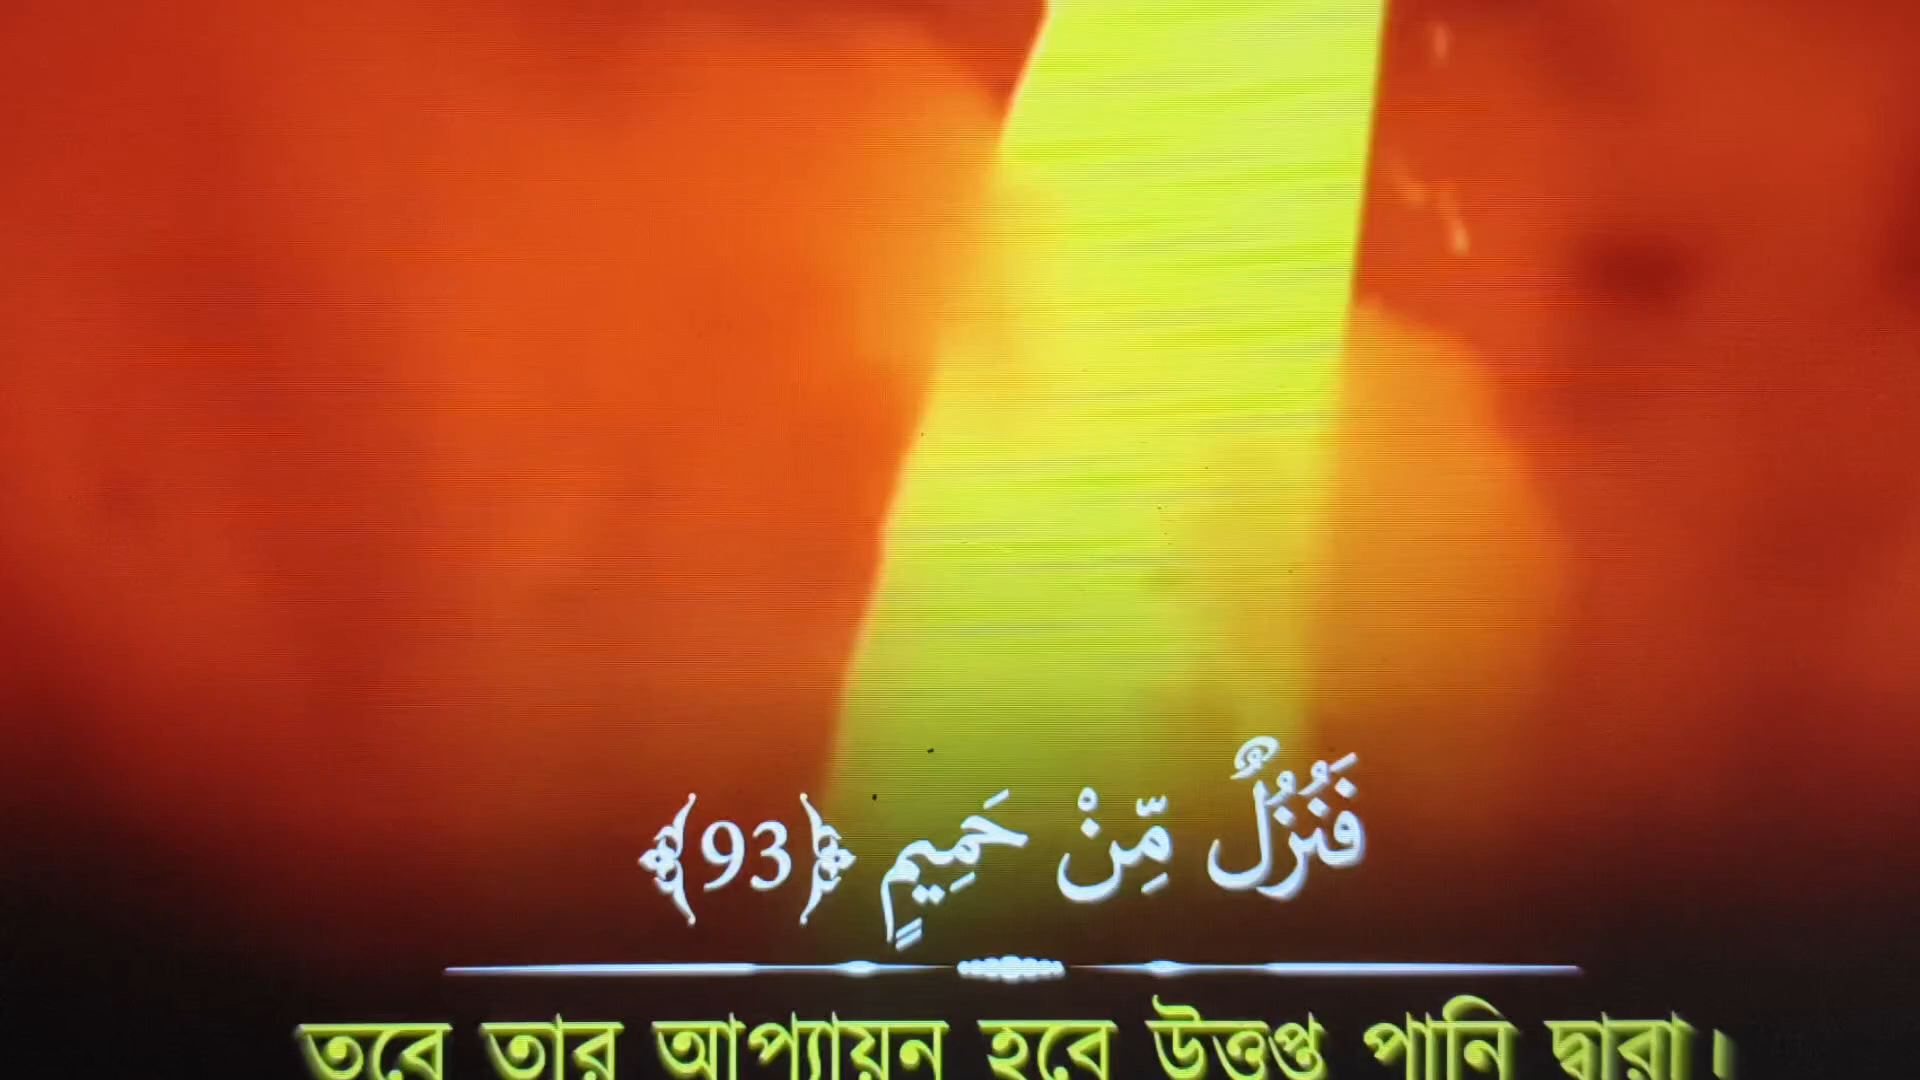 فَنُزُلٌ مِّنْ حَمِيمٍ ﴿93﴾
তবে তার আপ্যায়ন হবে উত্তপ্ত পানি দ্বারা।